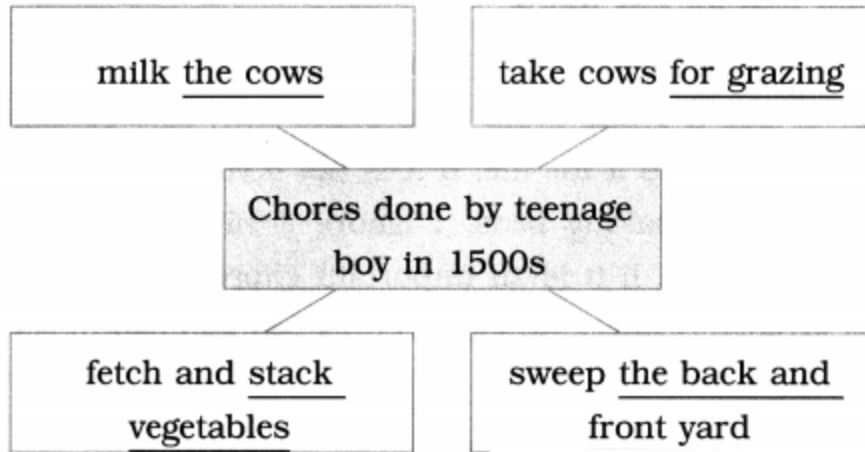 milk the cows
take cows for grazing
Chores done by teenage
boy in 1500s
fetch and stack
vegetables
sweep the back and
front yard